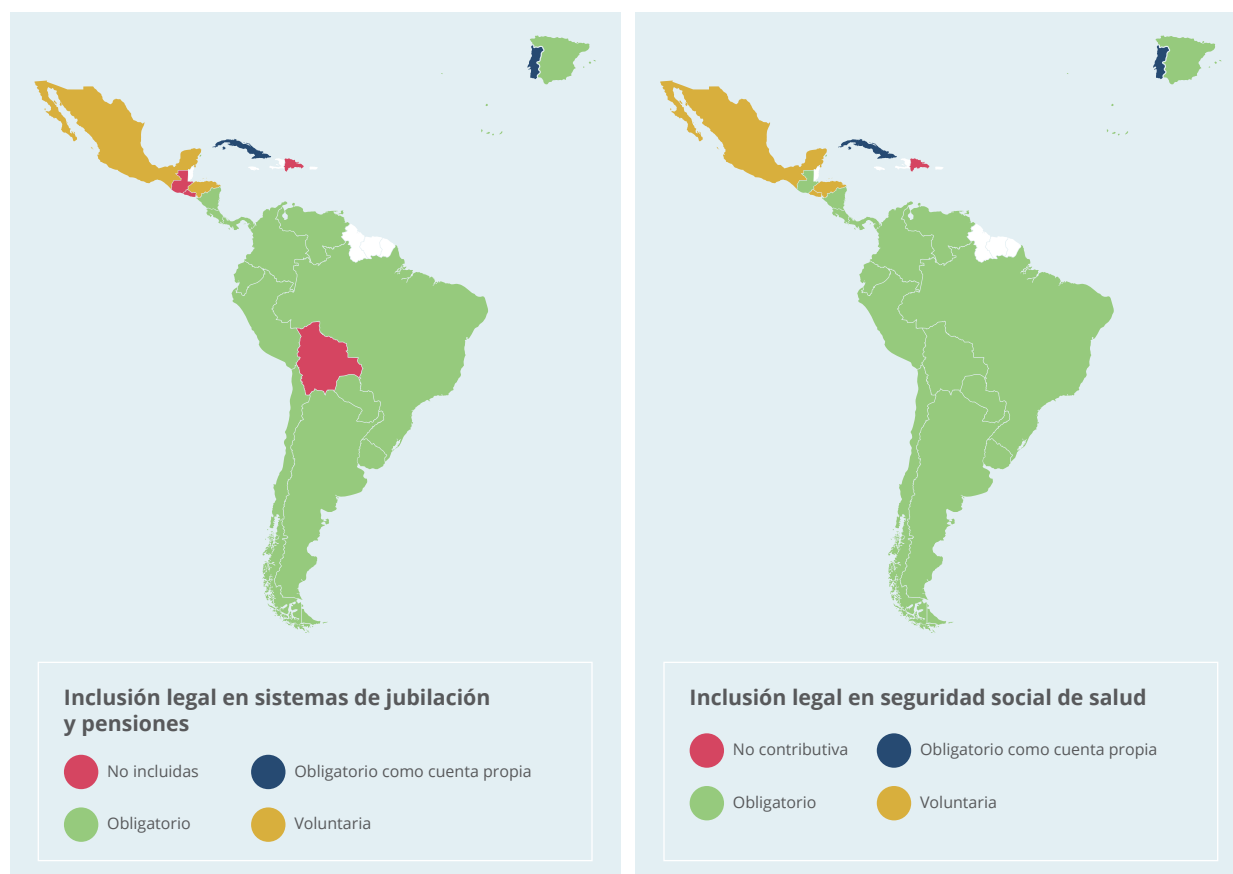 Inclusión legal en sistemas de jubilación
y pensiones
No incluidas
Obligatorio como cuenta propia
Obligatorio
Voluntaria
Inclusión legal en seguridad social de salud
No contributiva
Obligatorio como cuenta propia
Obligatorio
Voluntaria